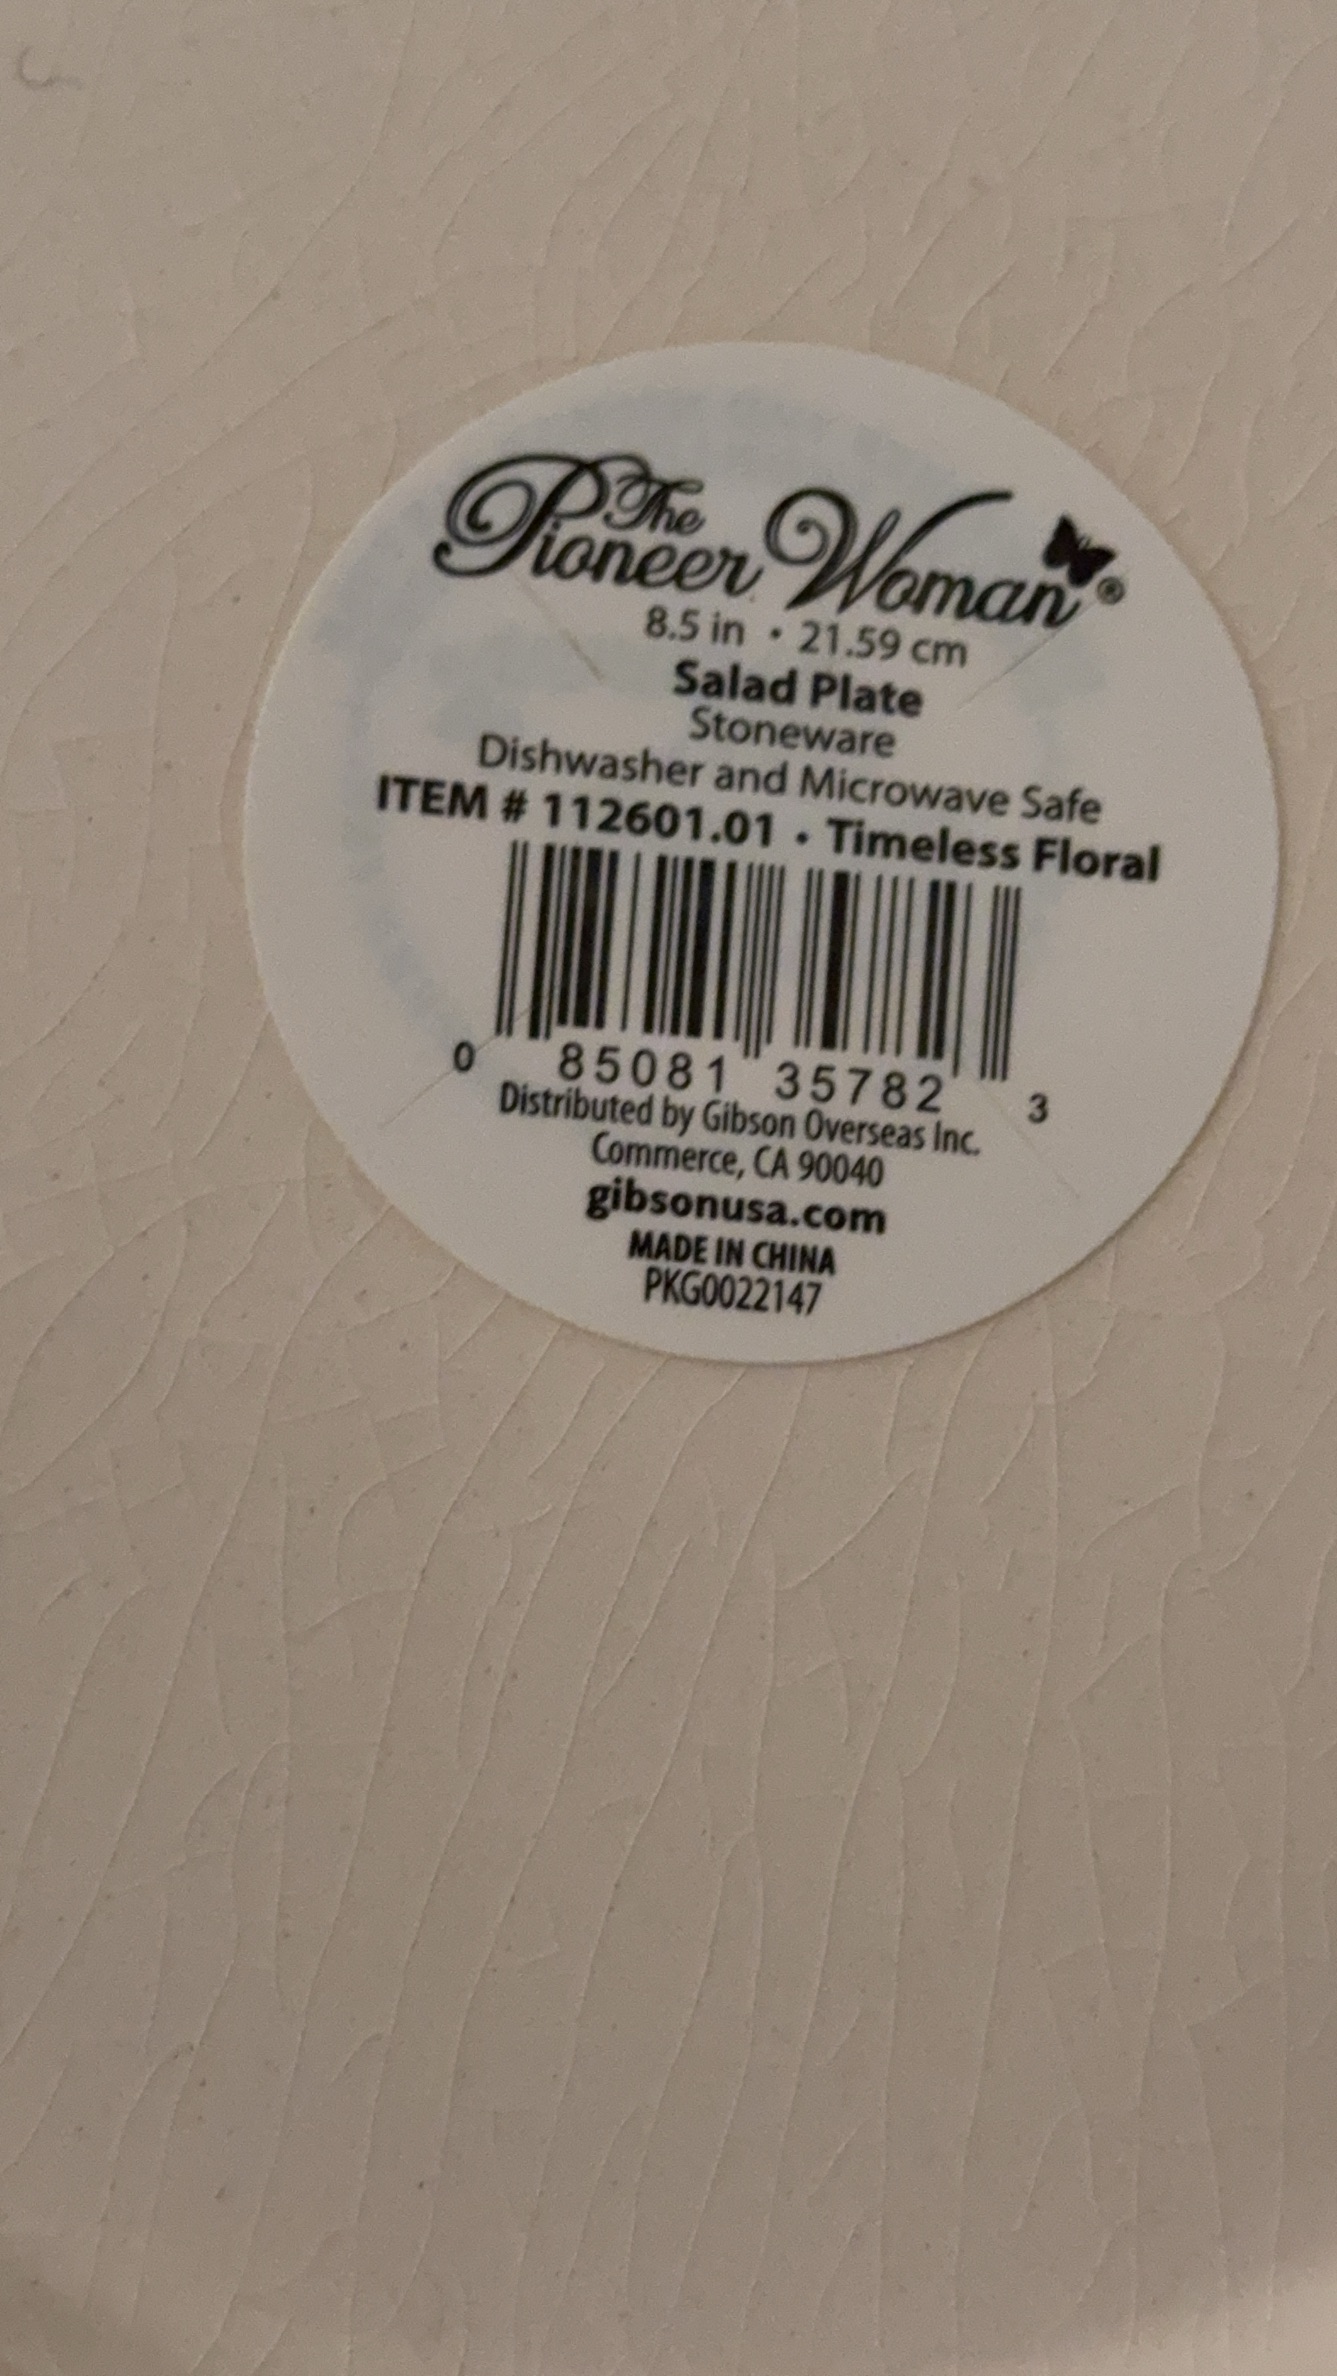 The
Pioneer Woman®
8.5 in • 21.59 cm
Salad Plate
Stoneware
Dishwasher and Microwave Safe
ITEM # 112601.01 • Timeless Floral
0 85081 35782 3
Distributed by Gibson Overseas Inc.
Commerce, CA 90040
gibsonusa.com
MADE IN CHINA
PKG0022147